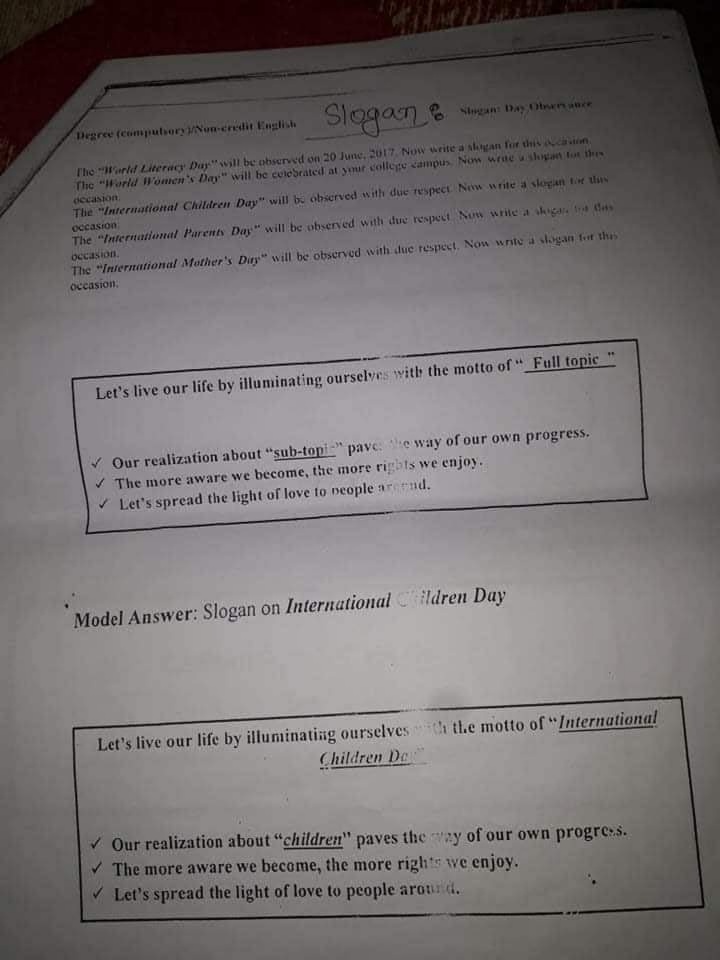 Slogan :
Degree (compulsory)/Non-credit English Slogan: Day Observance
The "World Literacy Day" will be observed on 20 June, 2017. Now write a slogan for this occasion.
The "World Women's Day" will be celebrated at your college campus. Now write a slogan for this
occasion.
The "International Children Day" will be observed with due respect. Now write a slogan for this
occasion.
The "International Parents Day" will be observed with due respect. Now write a slogan for this
occasion.
The "International Mother's Day" will be observed with due respect. Now write a slogan for this
occasion.
Let's live our life by illuminating ourselves with the motto of " Full topic "
✓ Our realization about "sub-topic" paves the way of our own progress.
✓ The more aware we become, the more rights we enjoy.
✓ Let's spread the light of love to people around.
Model Answer: Slogan on International Children Day
Let's live our life by illuminating ourselves with the motto of "International
Children Day"
✓ Our realization about "children" paves the way of our own progress.
✓ The more aware we become, the more rights we enjoy.
✓ Let's spread the light of love to people around.